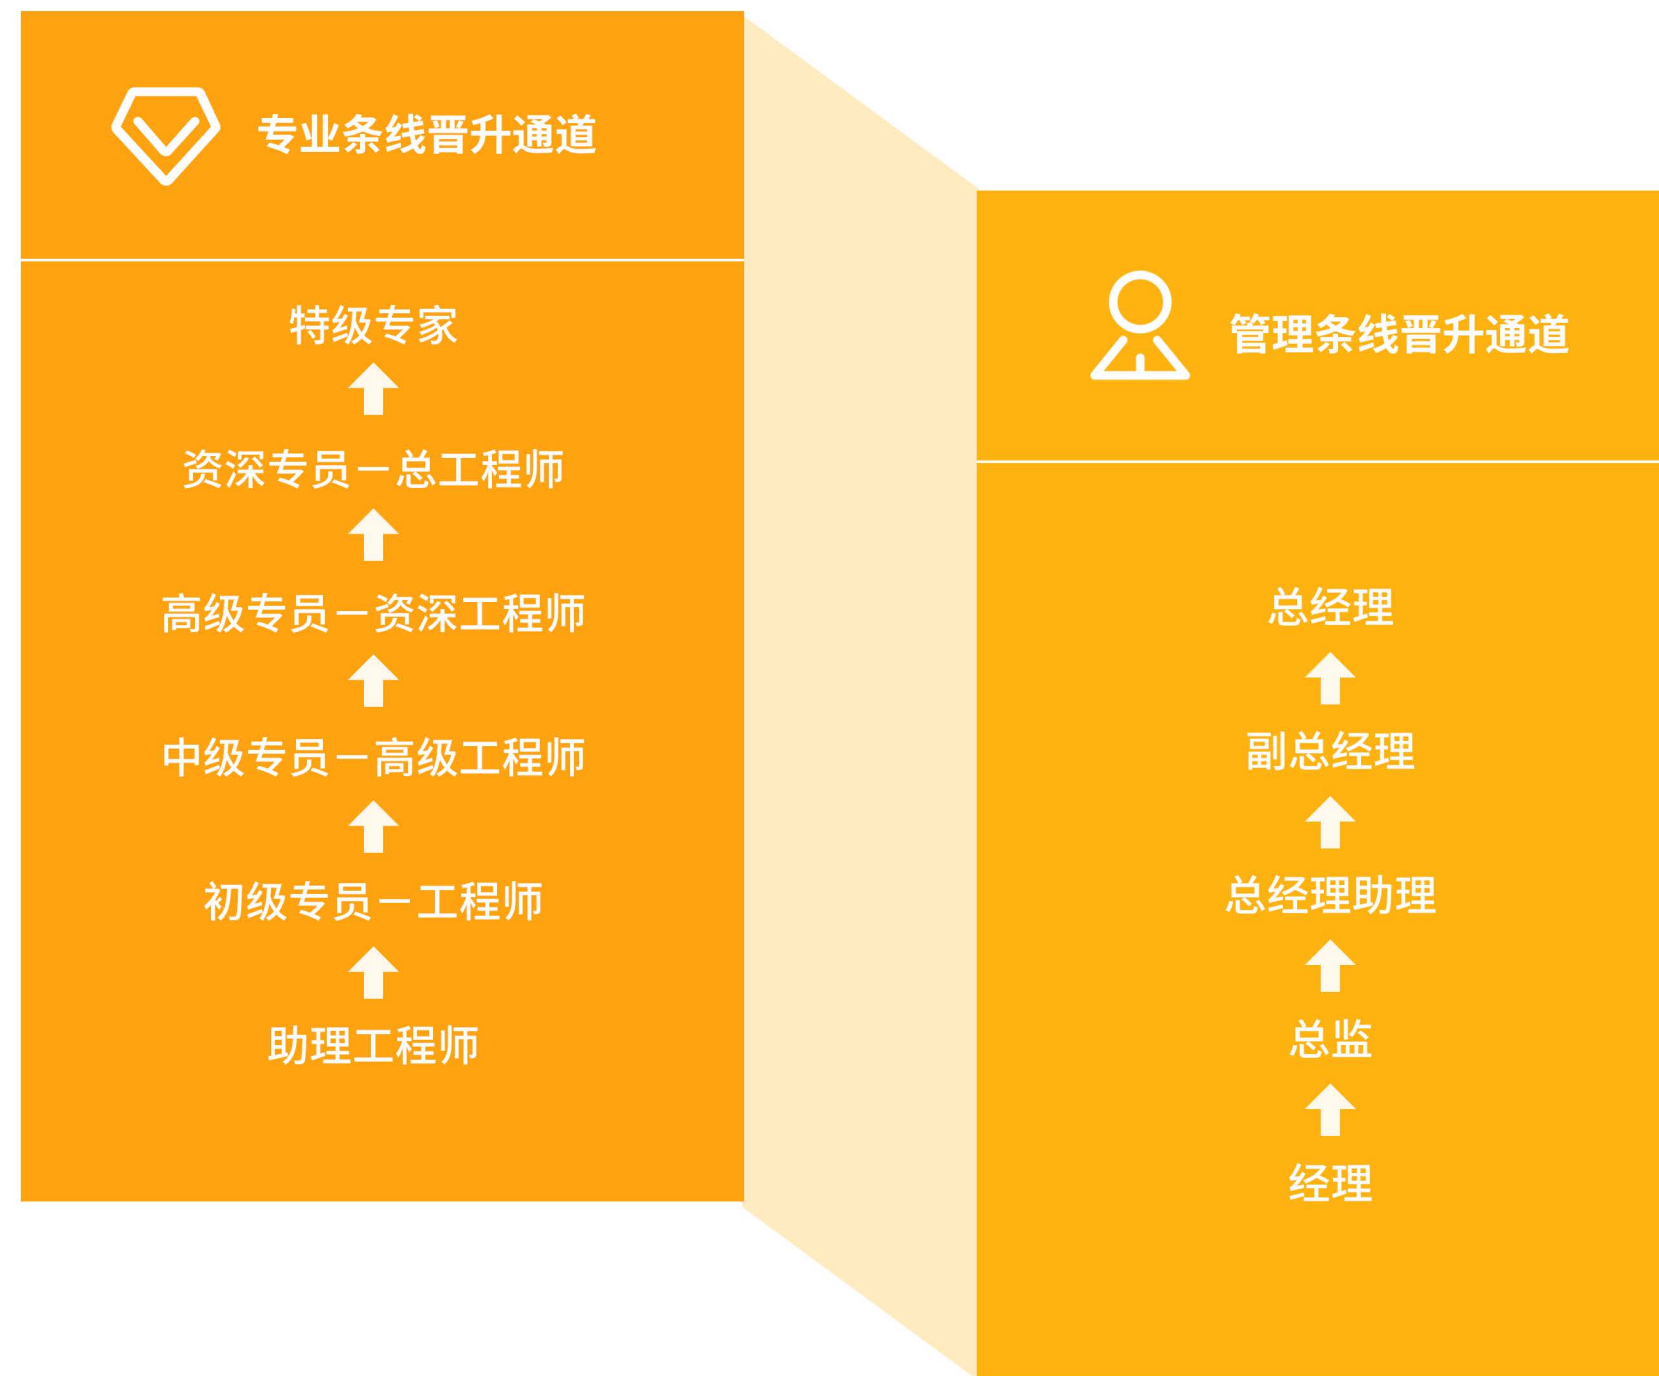 专业条线晋升通道
特级专家
资深专员－总工程师
高级专员－资深工程师
中级专员－高级工程师
初级专员－工程师
助理工程师
管理条线晋升通道
总经理
副总经理
总经理助理
总监
经理